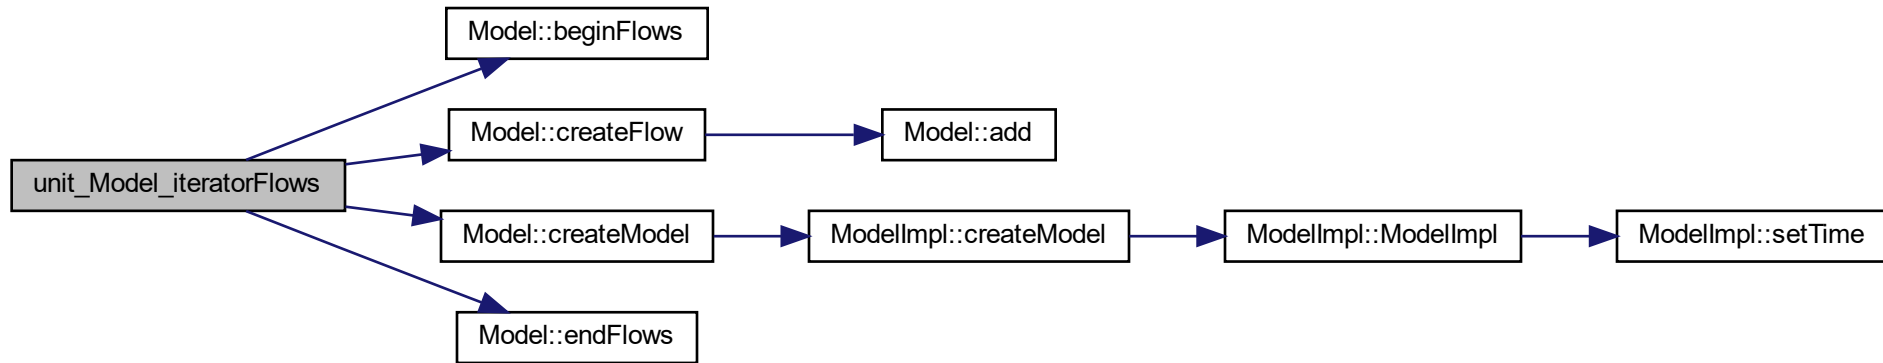 Model::beginFlows
Model::createFlow
Model::add
unit_Model_iteratorFlows
Model::createModel
ModelImpl::createModel
ModelImpl::ModelImpl
ModelImpl::setTime
Model::endFlows